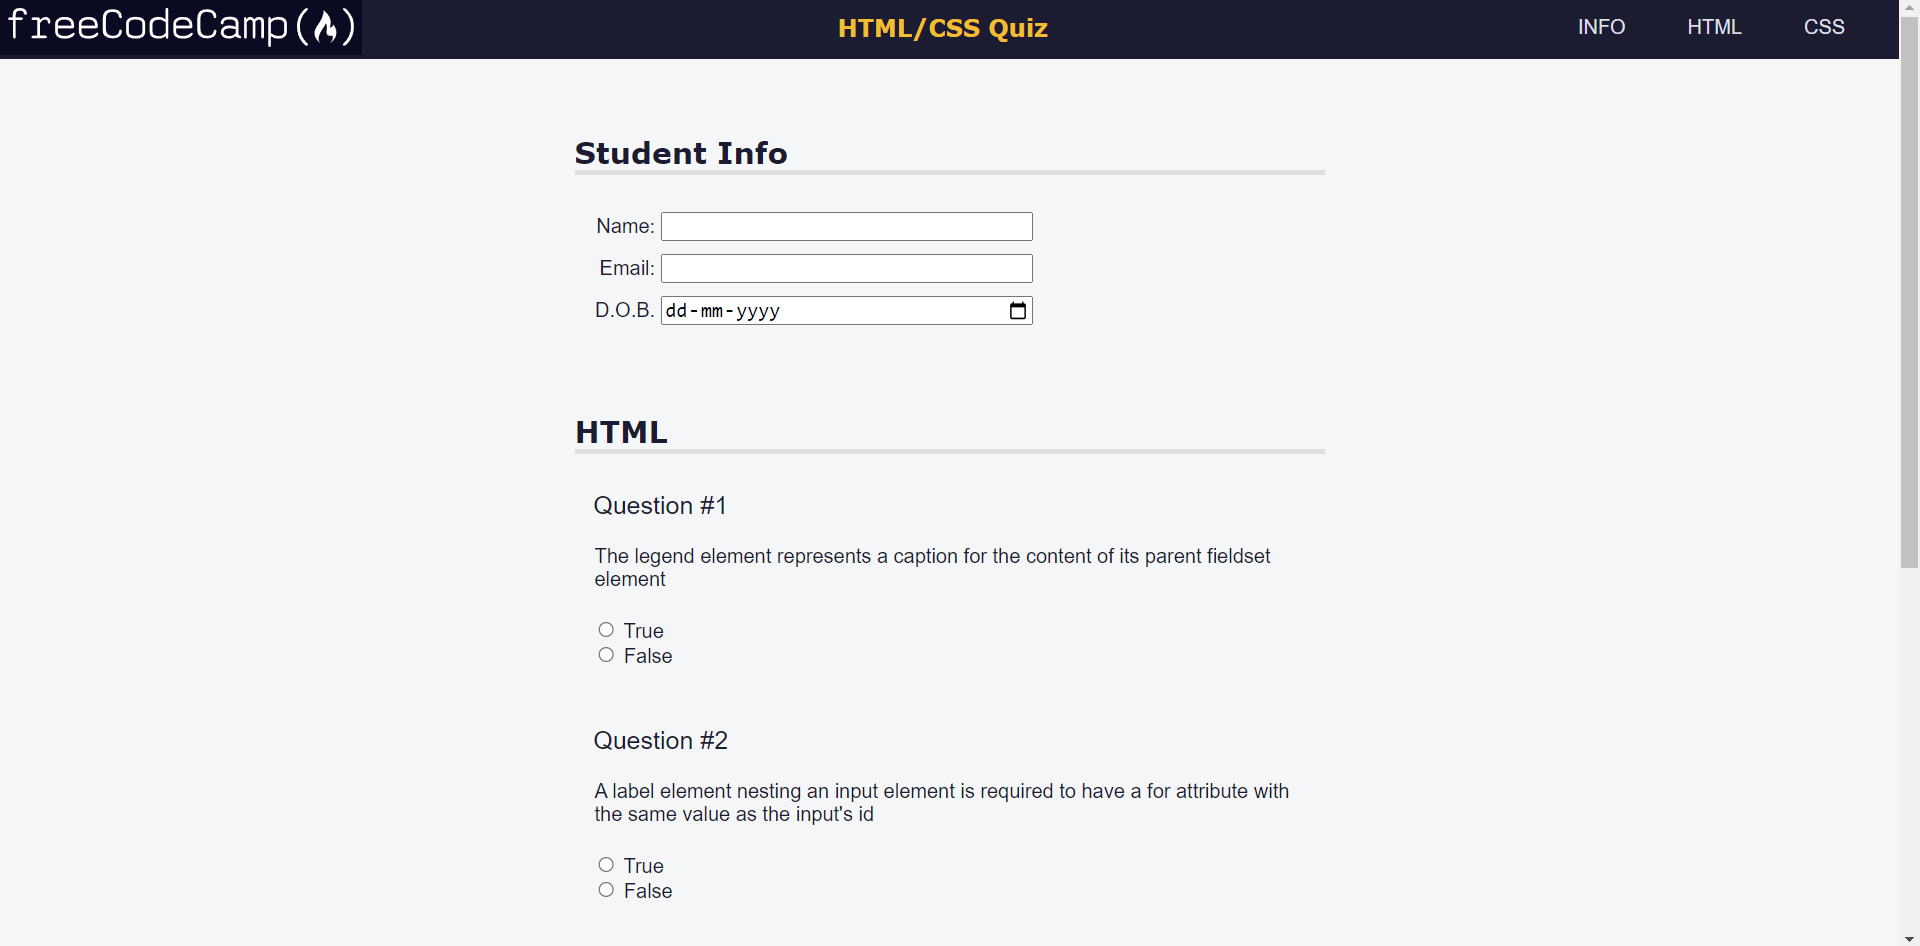 freeCodeCamp(🔥)
HTML/CSS Quiz
INFO
HTML
CSS
Student Info
Name:
Email:
D.O.B. dd-mm-yyyy
HTML
Question #1
The legend element represents a caption for the content of its parent fieldset
element
True
False
Question #2
A label element nesting an input element is required to have a for attribute with
the same value as the input's id
True
False